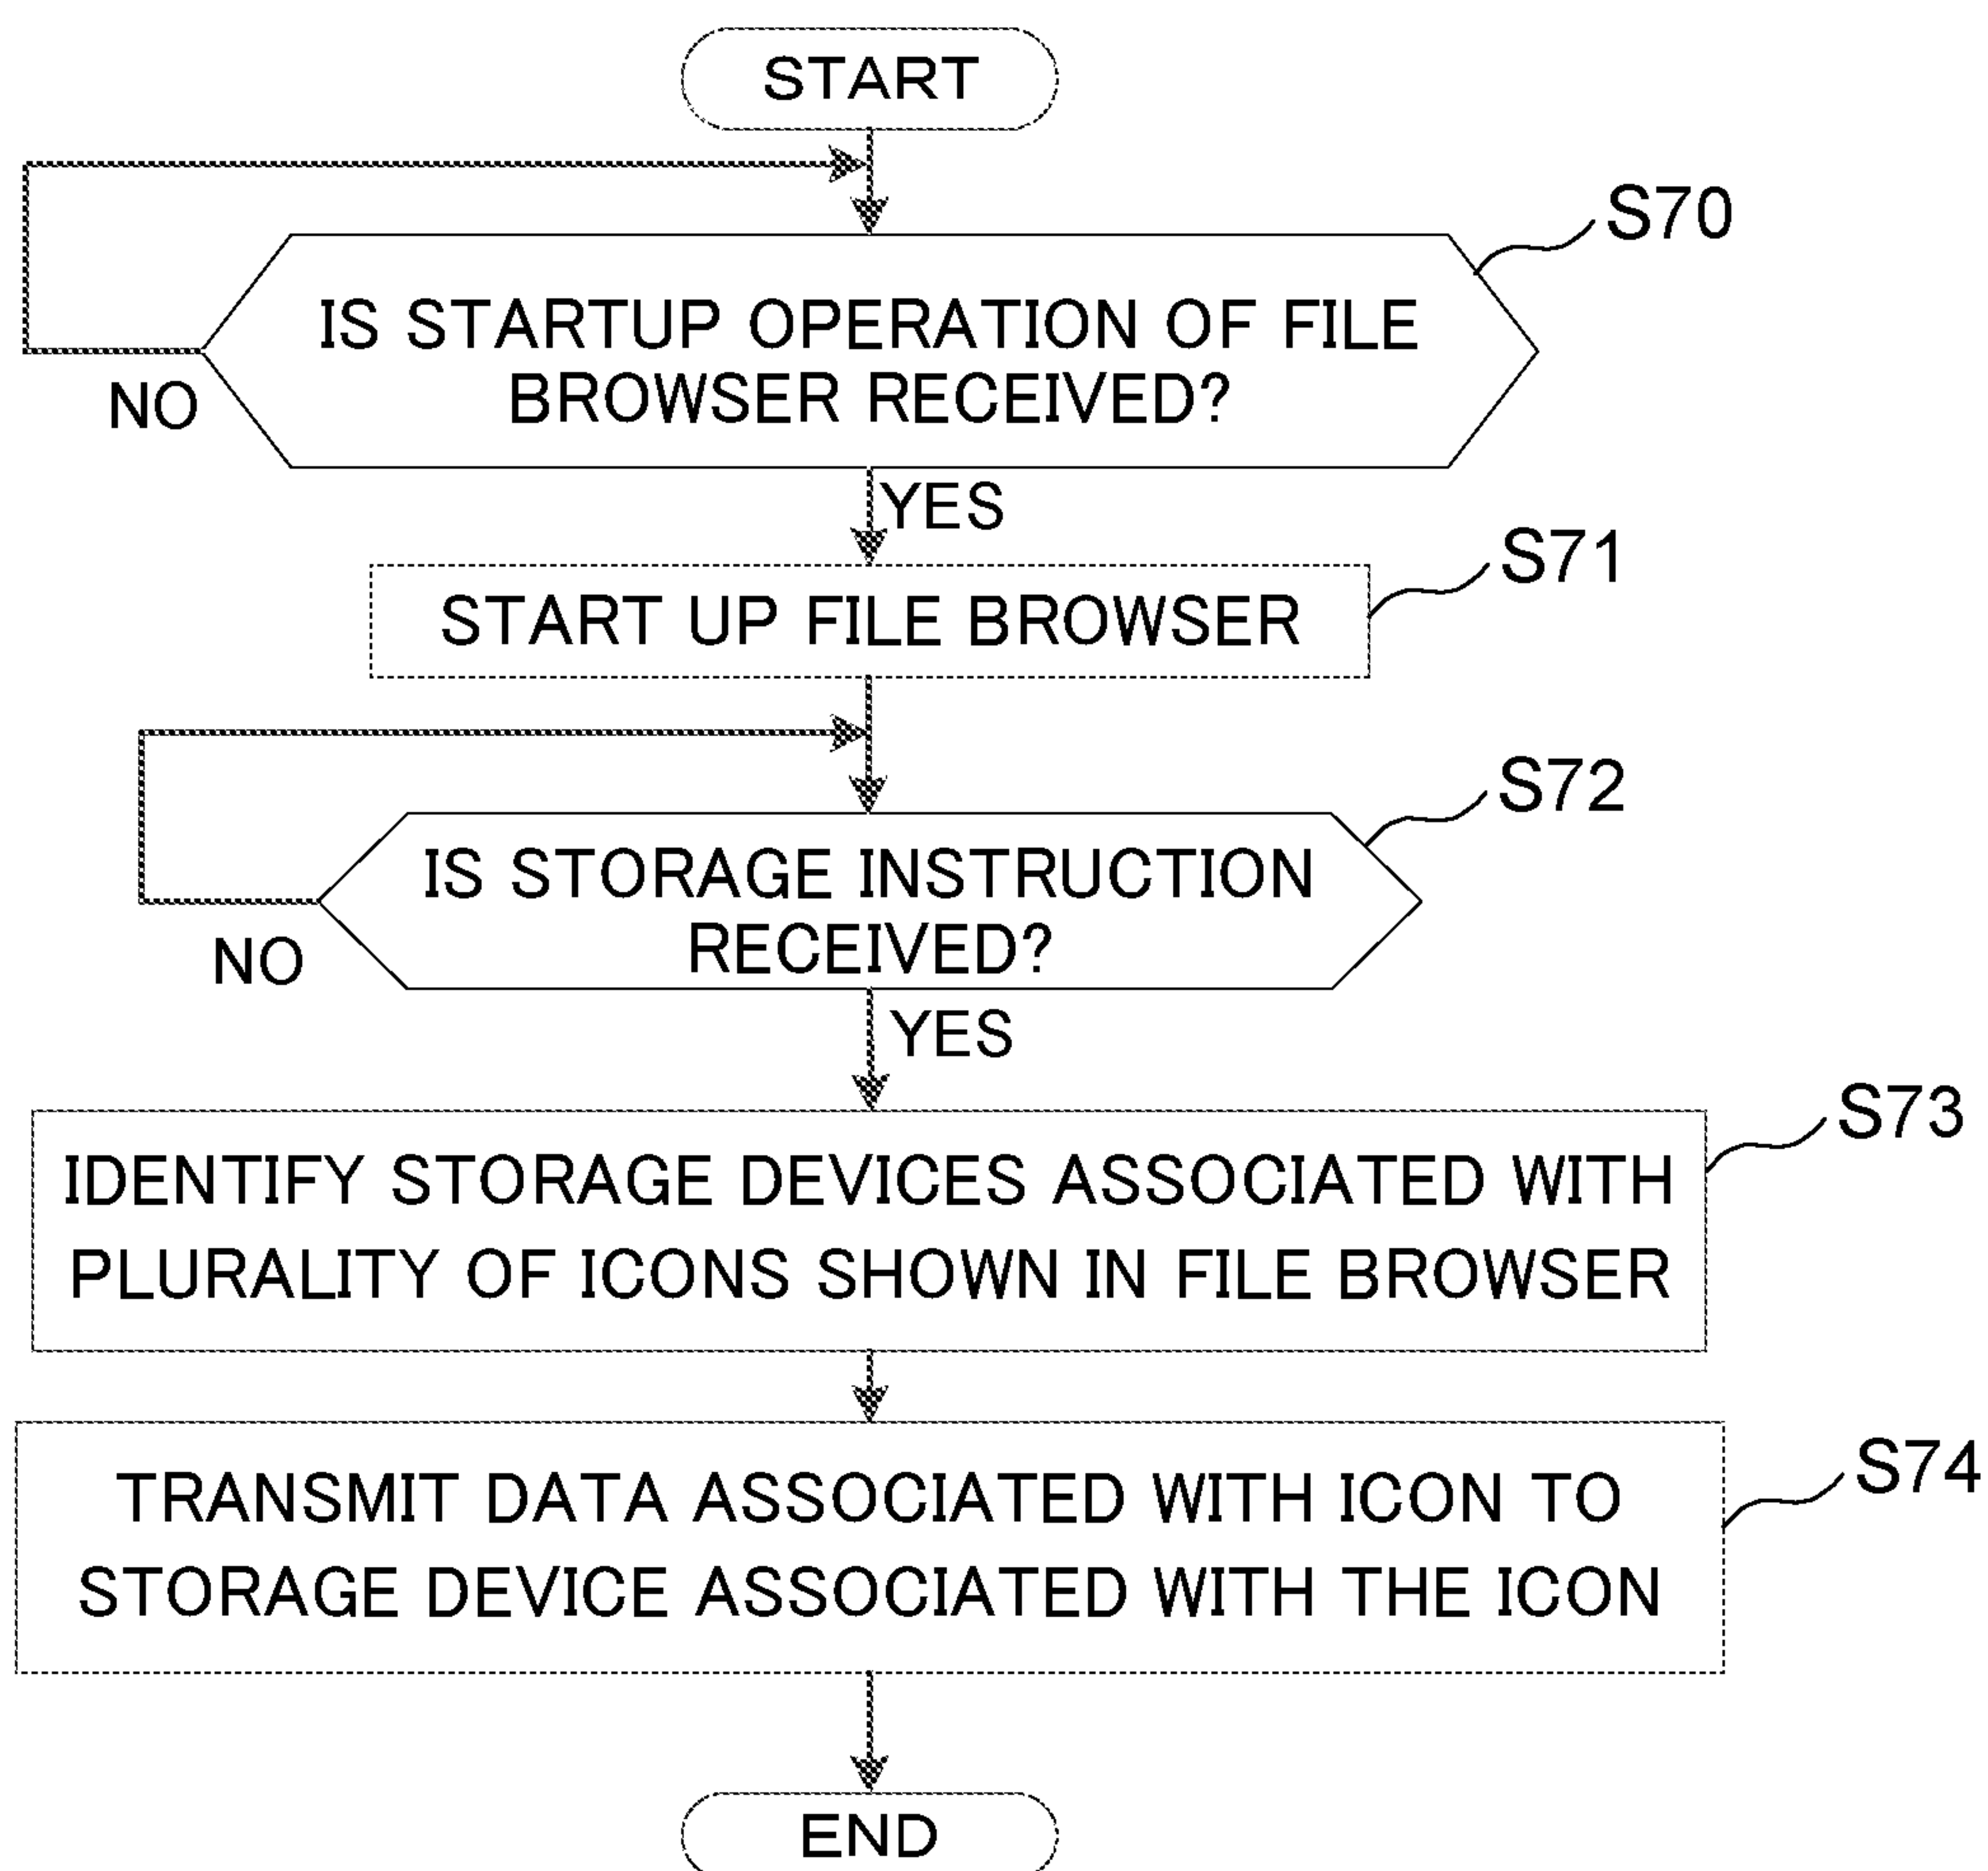 START
S70
IS STARTUP OPERATION OF FILE
BROWSER RECEIVED?
NO
YES
S71
START UP FILE BROWSER
S72
IS STORAGE INSTRUCTION
RECEIVED?
NO
YES
S73
IDENTIFY STORAGE DEVICES ASSOCIATED WITH
PLURALITY OF ICONS SHOWN IN FILE BROWSER
S74
TRANSMIT DATA ASSOCIATED WITH ICON TO
STORAGE DEVICE ASSOCIATED WITH THE ICON
END